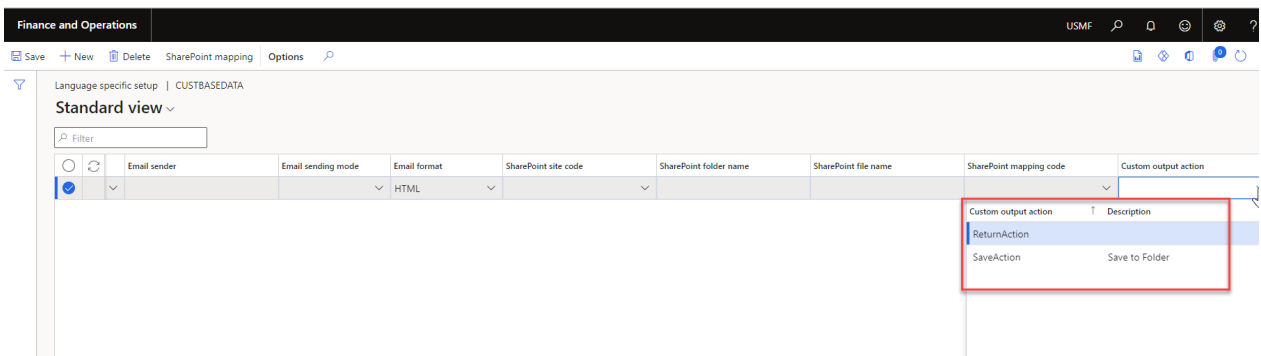 Finance and Operations USMF ?
Save New Delete SharePoint mapping Options 0
Language specific setup | CUSTBASEDATA
Standard view
Filter
Email sender Email sending mode Email format SharePoint site code SharePoint folder name SharePoint file name SharePoint mapping code Custom output action
HTML
Custom output action ↑ Description
ReturnAction
SaveAction Save to Folder